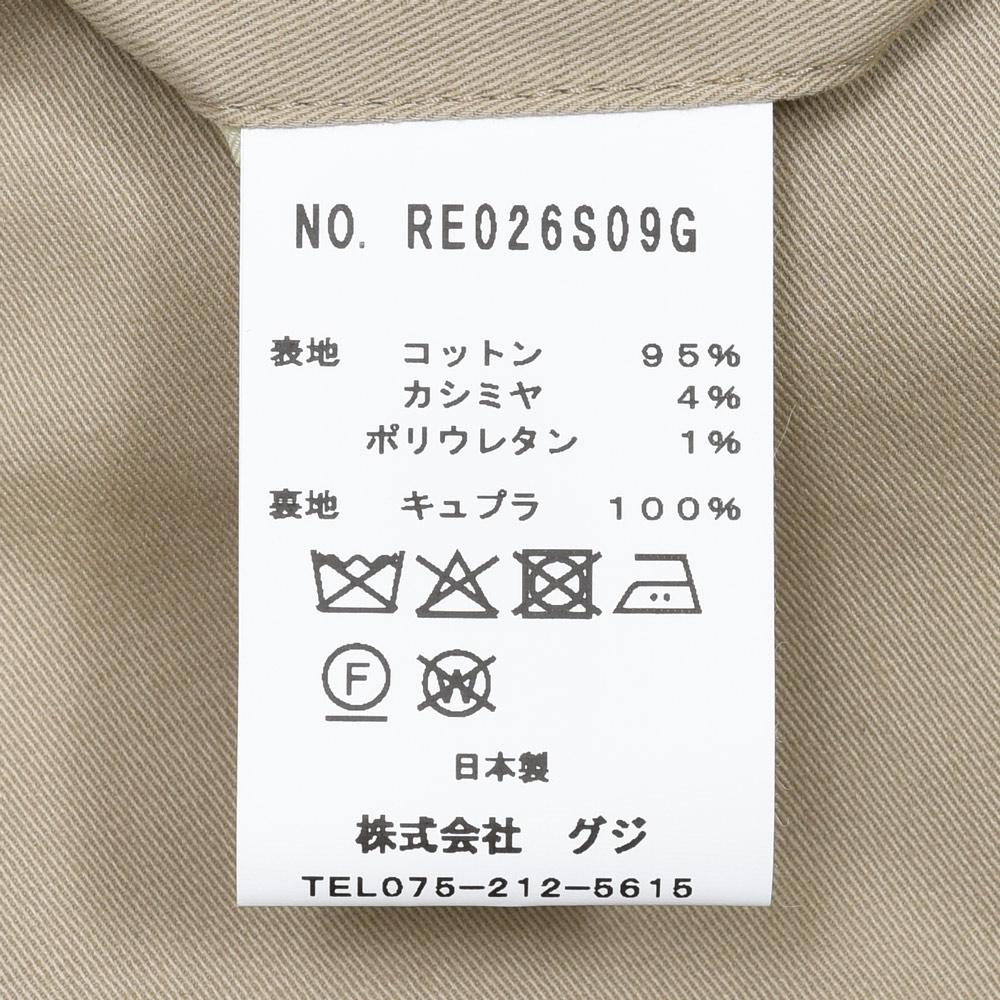 NO. RE026S09G
表地 コットン 95%
カシミヤ 4%
ポリウレタン 1%
裏地 キュプラ 100%
F W
日本製
株式会社 グジ
TEL075-212-5615